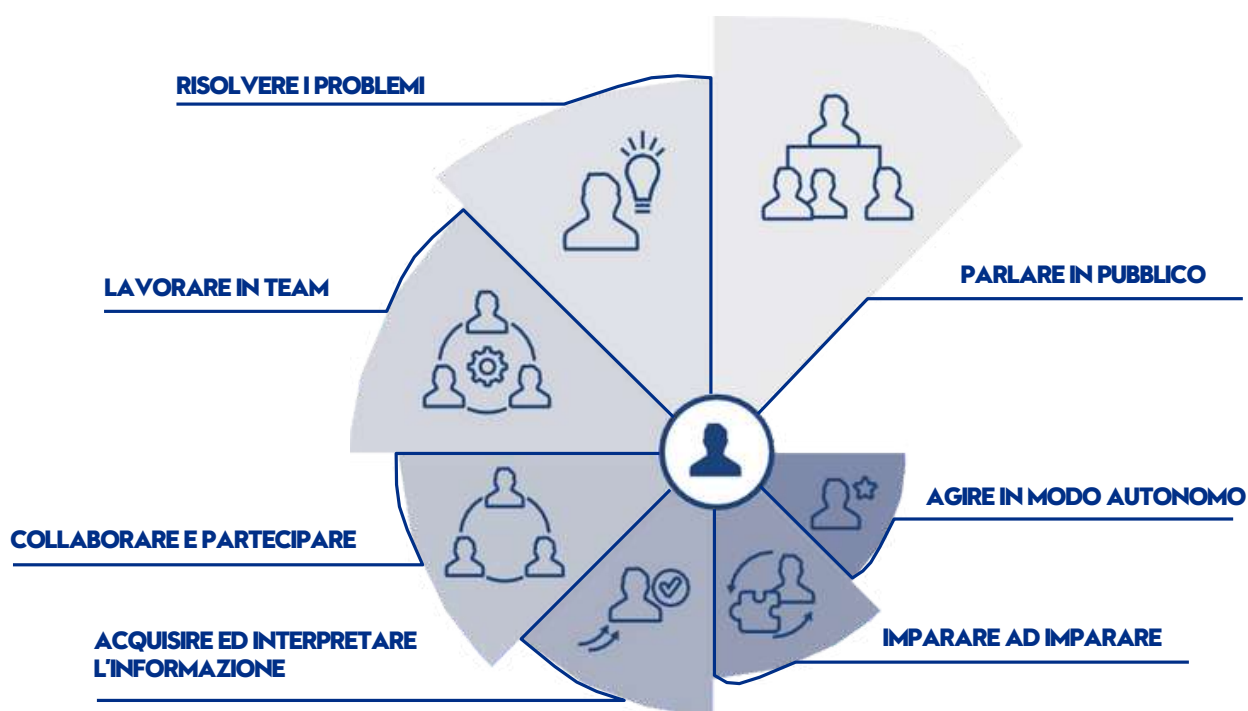 RISOLVERE I PROBLEMI
PARLARE IN PUBBLICO
LAVORARE IN TEAM
AGIRE IN MODO AUTONOMO
COLLABORARE E PARTECIPARE
ACQUISIRE ED INTERPRETARE
L'INFORMAZIONE
IMPARARE AD IMPARARE